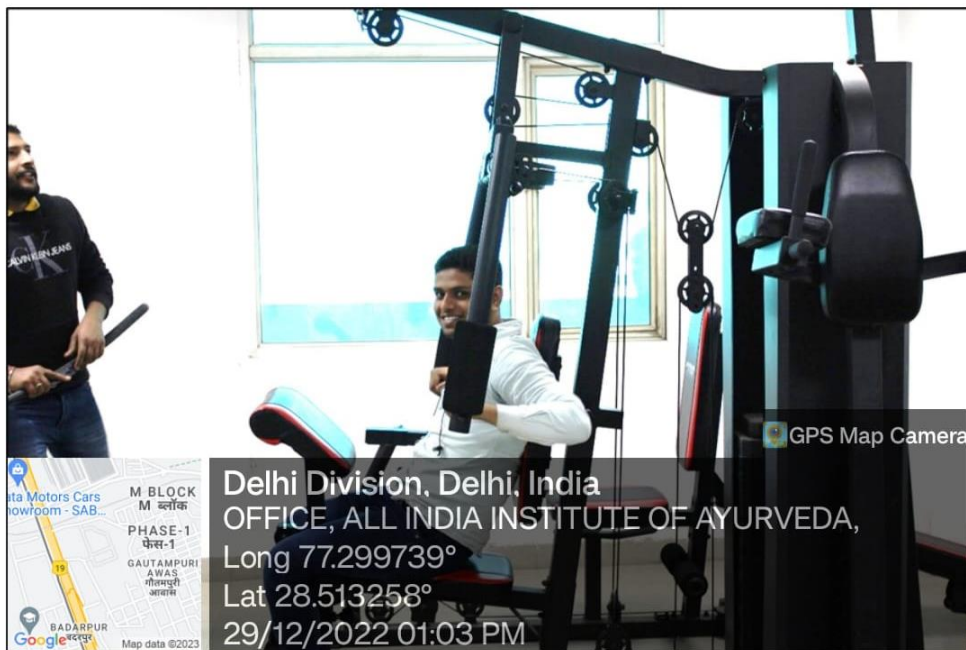 CALVIN KLEIN JEANS
CK
GPS Map Camera
ata Motors Cars
howroom - SAB...
M BLOCK
M ब्लॉक
PHASE-1
फेस-1
19
GAUTAMPURI
AWAS
गौतमपुरी
आवास
BADARPUR
बदरपुर
Google
Map data ©2023
Delhi Division, Delhi, India
OFFICE, ALL INDIA INSTITUTE OF AYURVEDA,
Long 77.299739°
Lat 28.513258°
29/12/2022 01:03 PM